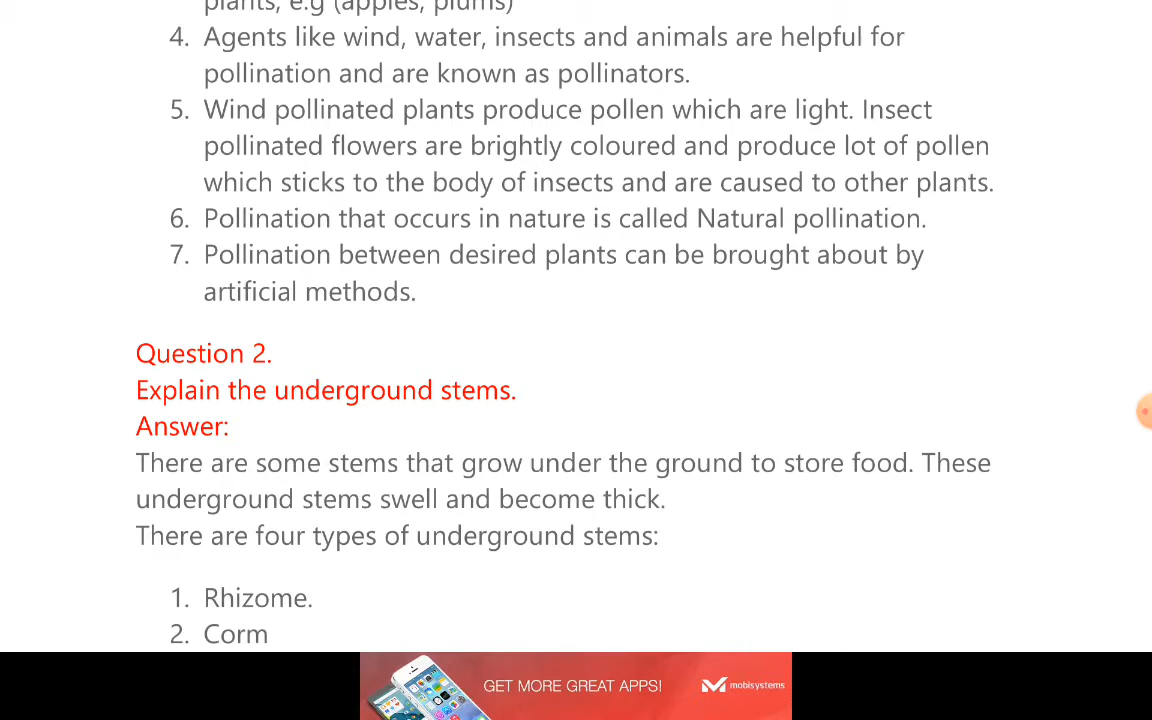 plants, e.g (apples, plums)
4. Agents like wind, water, insects and animals are helpful for
pollination and are known as pollinators.
5. Wind pollinated plants produce pollen which are light. Insect
pollinated flowers are brightly coloured and produce lot of pollen
which sticks to the body of insects and are caused to other plants.
6. Pollination that occurs in nature is called Natural pollination.
7. Pollination between desired plants can be brought about by
artificial methods.
Question 2.
Explain the underground stems.
Answer:
There are some stems that grow under the ground to store food. These
underground stems swell and become thick.
There are four types of underground stems:
1. Rhizome.
2. Corm
GET MORE GREAT APPS! mobisystems